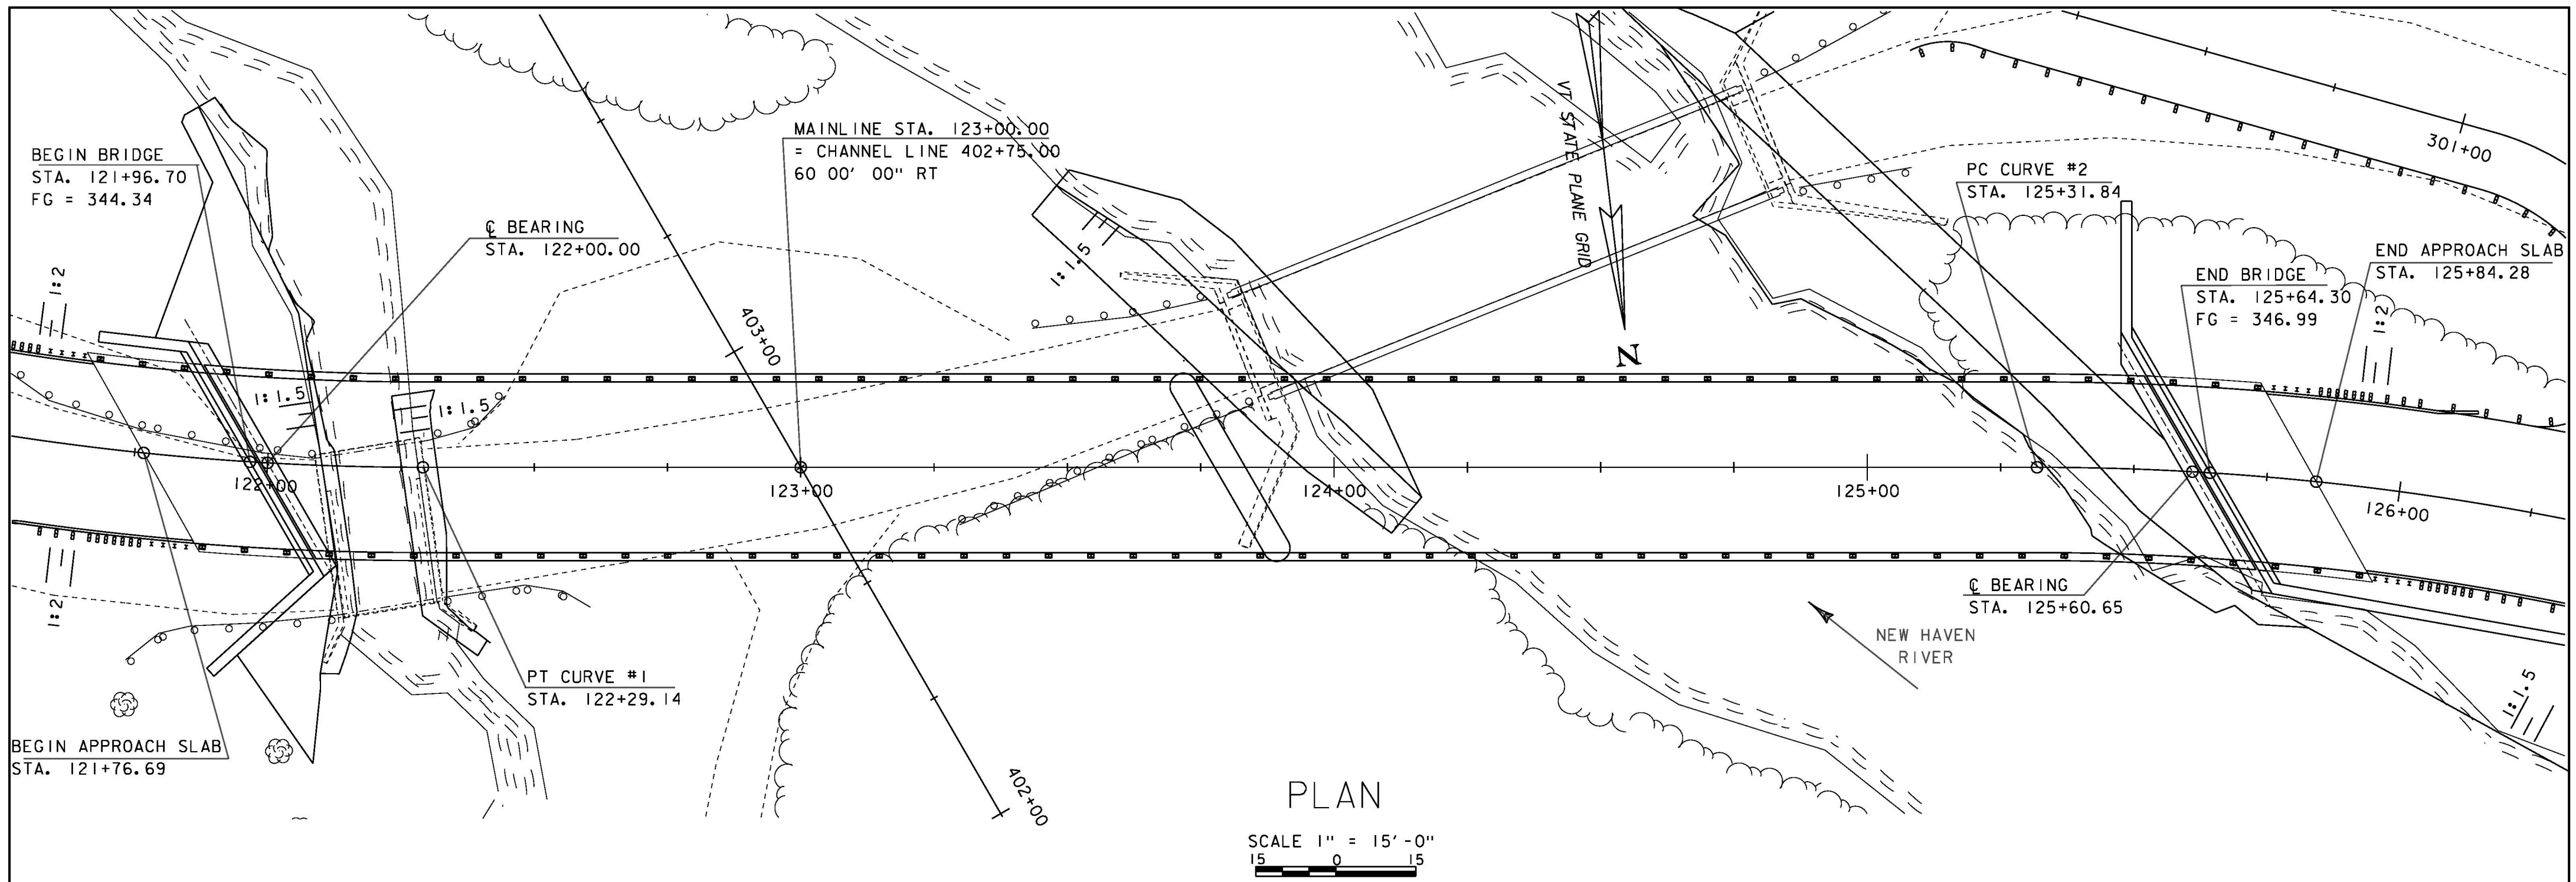 BEGIN BRIDGE
STA. 121+96.70
FG = 344.34
℄ BEARING
STA. 122+00.00
MAINLINE STA. 123+00.00
= CHANNEL LINE 402+75.00
60 00' 00" RT
VT STATE PLANE GRID
N
PC CURVE #2
STA. 125+31.84
301+00
END BRIDGE
STA. 125+64.30
FG = 346.99
END APPROACH SLAB
STA. 125+84.28
1:2
1:1.5
1:1.5
1:1.5
1:2
403+00
122+00
123+00
124+00
125+00
126+00
1:2
℄ BEARING
STA. 125+60.65
NEW HAVEN
RIVER
PT CURVE #1
STA. 122+29.14
BEGIN APPROACH SLAB
STA. 121+76.69
402+00
1:1.5
PLAN
SCALE 1" = 15'-0"
15 0 15